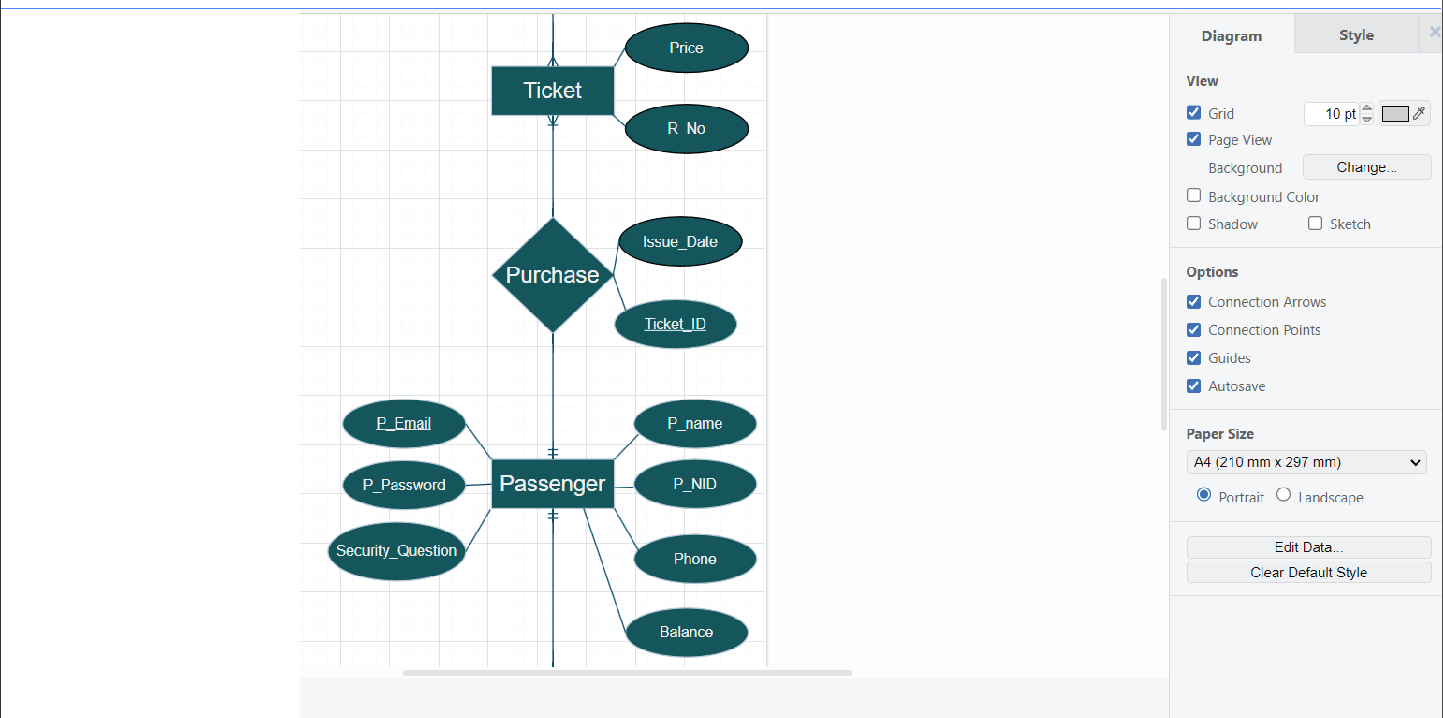 Price
Ticket
R_No
Issue_Date
Purchase
Ticket_ID
P_Email
P_name
P_Password
Passenger
P_NID
Security_Question
Phone
Balance
Diagram
Style
View
Grid
10 pt
Page View
Background
Change...
Background Color
Shadow
Sketch
Options
Connection Arrows
Connection Points
Guides
Autosave
Paper Size
A4 (210 mm x 297 mm)
Portrait
Landscape
Edit Data...
Clear Default Style